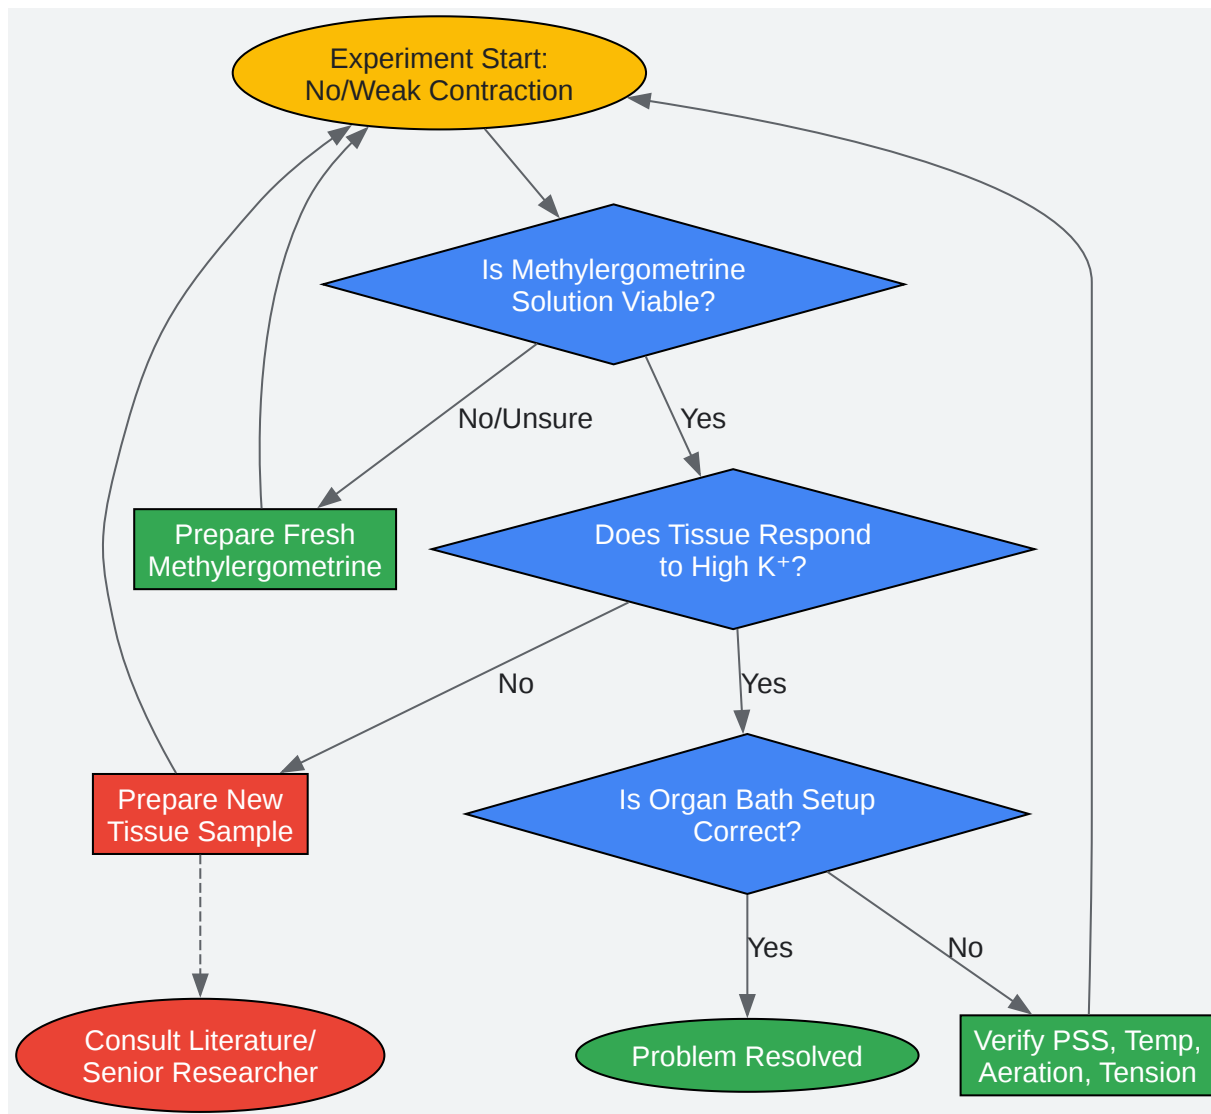 Experiment Start:
No/Weak Contraction
Is Methylergometrine
Solution Viable?
No/Unsure
Yes
Prepare Fresh
Methylergometrine
Does Tissue Respond
to High K⁺?
No
Yes
Prepare New
Tissue Sample
Is Organ Bath Setup
Correct?
Yes
No
Consult Literature/
Senior Researcher
Problem Resolved
Verify PSS, Temp,
Aeration, Tension